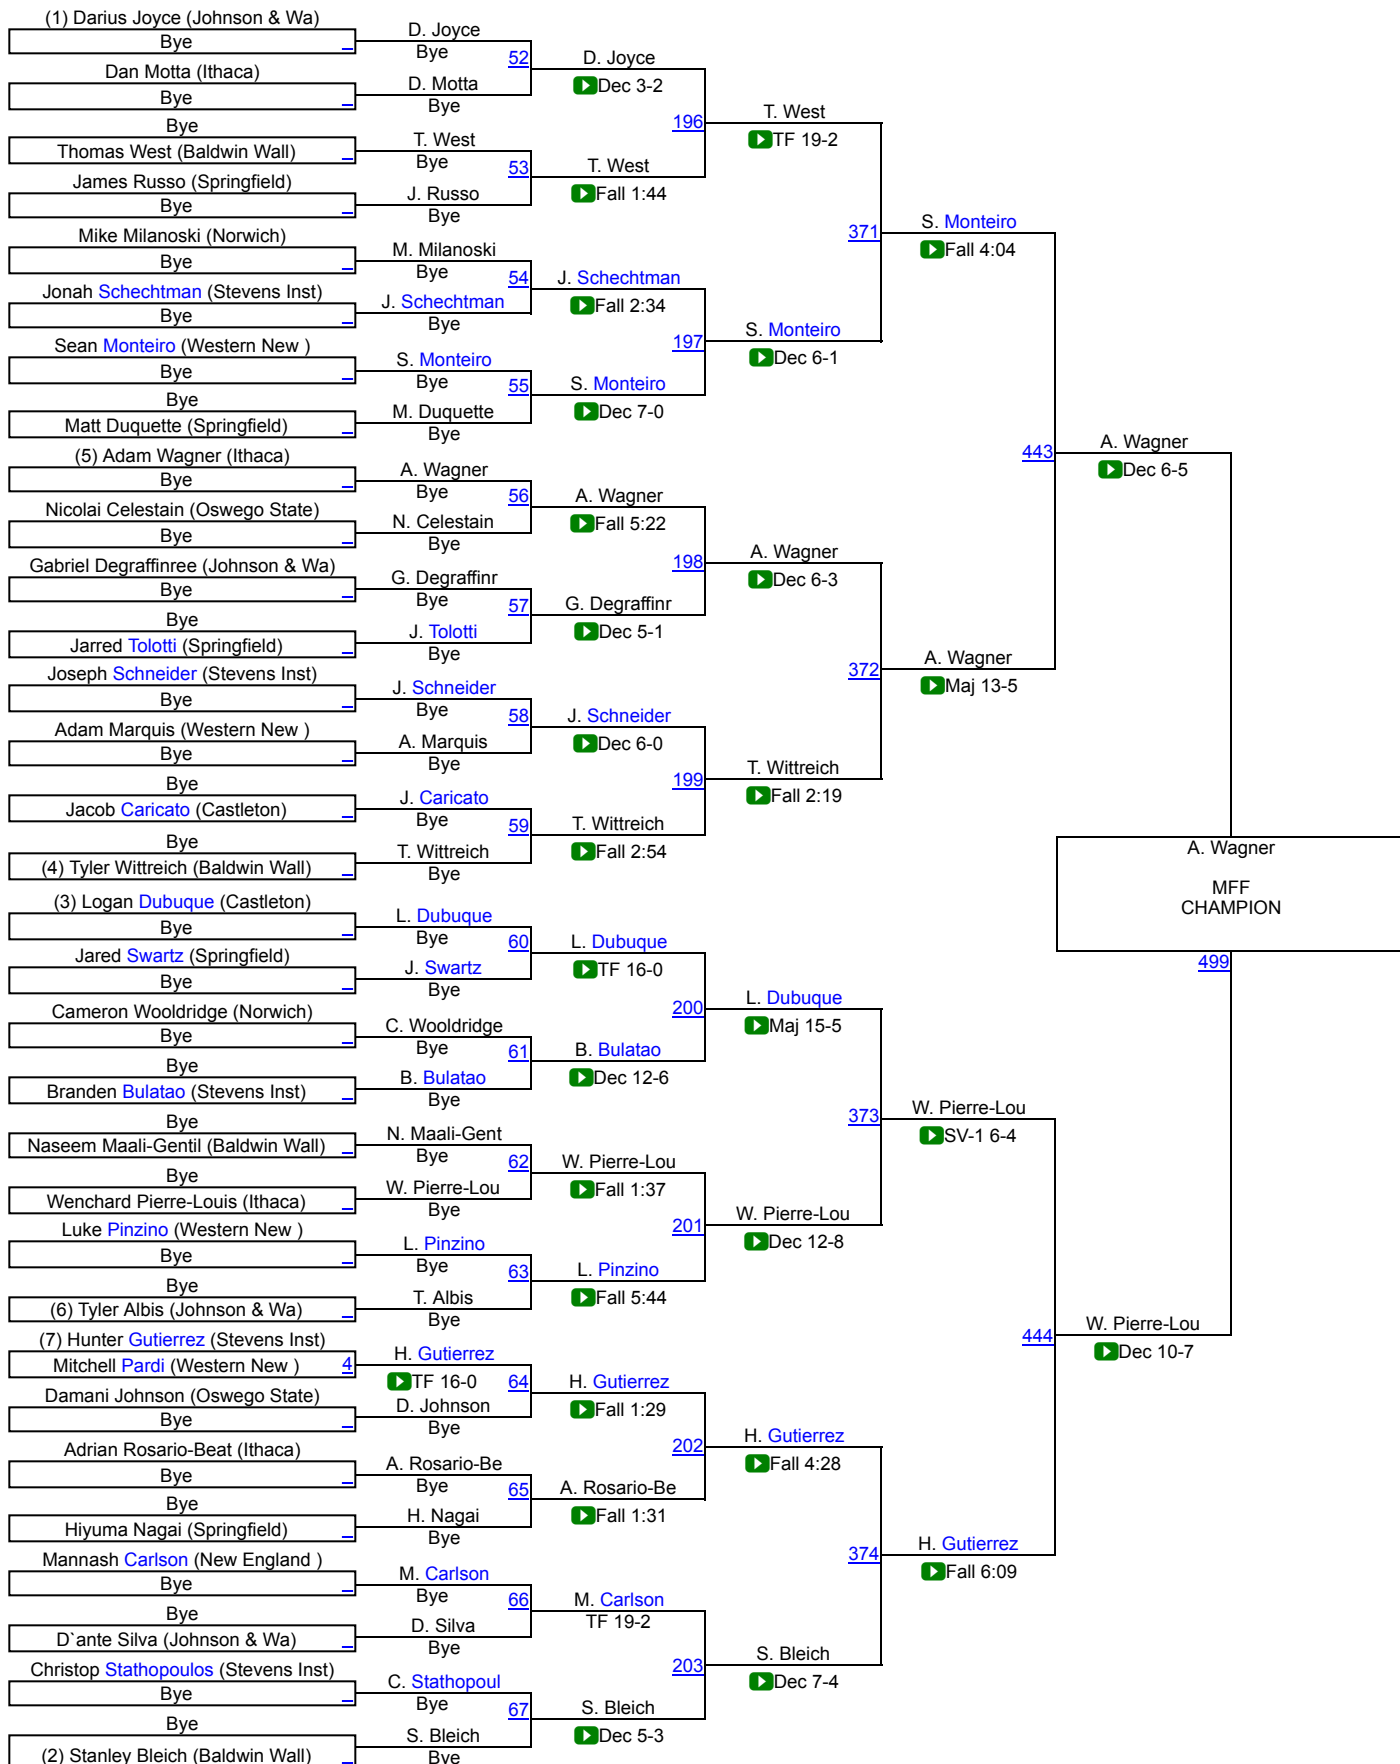 (1) Darius Joyce (Johnson & Wa)
Bye
Dan Motta (Ithaca)
Bye
Bye
Thomas West (Baldwin Wall)
James Russo (Springfield)
Bye
Mike Milanoski (Norwich)
Bye
Jonah Schechtman (Stevens Inst)
Bye
Sean Monteiro (Western New )
Bye
Bye
Matt Duquette (Springfield)
(5) Adam Wagner (Ithaca)
Bye
Nicolai Celestain (Oswego State)
Bye
Gabriel Degraffinree (Johnson & Wa)
Bye
Bye
Jarred Tolotti (Springfield)
Joseph Schneider (Stevens Inst)
Bye
Adam Marquis (Western New )
Bye
Bye
Jacob Caricato (Castleton)
Bye
(4) Tyler Wittreich (Baldwin Wall)
(3) Logan Dubuque (Castleton)
Bye
Jared Swartz (Springfield)
Bye
Cameron Wooldridge (Norwich)
Bye
Bye
Branden Bulatao (Stevens Inst)
Bye
Naseem Maali-Gentil (Baldwin Wall)
Bye
Wenchard Pierre-Louis (Ithaca)
Luke Pinzino (Western New )
Bye
Bye
(6) Tyler Albis (Johnson & Wa)
(7) Hunter Gutierrez (Stevens Inst)
Mitchell Pardi (Western New ) 4
Damani Johnson (Oswego State)
Bye
Adrian Rosario-Beat (Ithaca)
Bye
Bye
Hiyuma Nagai (Springfield)
Mannash Carlson (New England )
Bye
Bye
D`ante Silva (Johnson & Wa)
Christop Stathopoulos (Stevens Inst)
Bye
Bye
(2) Stanley Bleich (Baldwin Wall)
D. Joyce
Bye
52
D. Motta
Bye
T. West
Bye
53
J. Russo
Bye
M. Milanoski
Bye
54
J. Schechtman
Bye
S. Monteiro
Bye
55
M. Duquette
Bye
A. Wagner
Bye
56
N. Celestain
Bye
G. Degraffinr
Bye
57
J. Tolotti
Bye
J. Schneider
Bye
58
A. Marquis
Bye
J. Caricato
Bye
59
T. Wittreich
Bye
L. Dubuque
Bye
60
J. Swartz
Bye
C. Wooldridge
Bye
61
B. Bulatao
Bye
N. Maali-Gent
Bye
62
W. Pierre-Lou
Bye
L. Pinzino
Bye
63
T. Albis
Bye
H. Gutierrez
TF 16-0
64
D. Johnson
Bye
A. Rosario-Be
Bye
65
H. Nagai
Bye
M. Carlson
Bye
66
D. Silva
Bye
C. Stathopoul
Bye
67
S. Bleich
Bye
D. Joyce
Dec 3-2
196
T. West
Fall 1:44
J. Schechtman
Fall 2:34
197
S. Monteiro
Dec 7-0
A. Wagner
Fall 5:22
198
G. Degraffinr
Dec 5-1
J. Schneider
Dec 6-0
199
T. Wittreich
Fall 2:54
L. Dubuque
TF 16-0
200
B. Bulatao
Dec 12-6
W. Pierre-Lou
Fall 1:37
201
L. Pinzino
Fall 5:44
H. Gutierrez
Fall 1:29
202
A. Rosario-Be
Fall 1:31
M. Carlson
TF 19-2
203
S. Bleich
Dec 5-3
T. West
TF 19-2
371
S. Monteiro
Dec 6-1
A. Wagner
Dec 6-3
372
T. Wittreich
Fall 2:19
L. Dubuque
Maj 15-5
373
W. Pierre-Lou
Dec 12-8
H. Gutierrez
Fall 4:28
374
S. Bleich
Dec 7-4
S. Monteiro
Fall 4:04
443
A. Wagner
Maj 13-5
W. Pierre-Lou
SV-1 6-4
444
H. Gutierrez
Fall 6:09
A. Wagner
Dec 6-5
W. Pierre-Lou
Dec 10-7
A. Wagner
MFF
CHAMPION
499